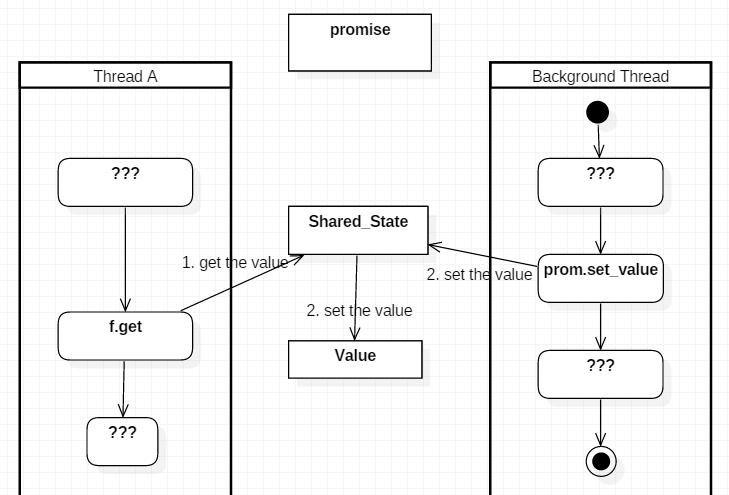 promise
Thread A
Background Thread
???
???
Shared_State
1. get the value
2. set the value
prom.set_value
2. set the value
f.get
Value
???
???